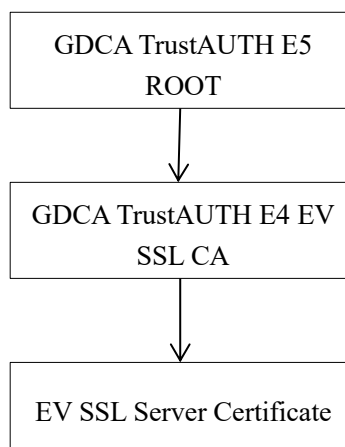 GDCA TrustAUTH E5
ROOT
GDCA TrustAUTH E4 EV
SSL CA
EV SSL Server Certificate